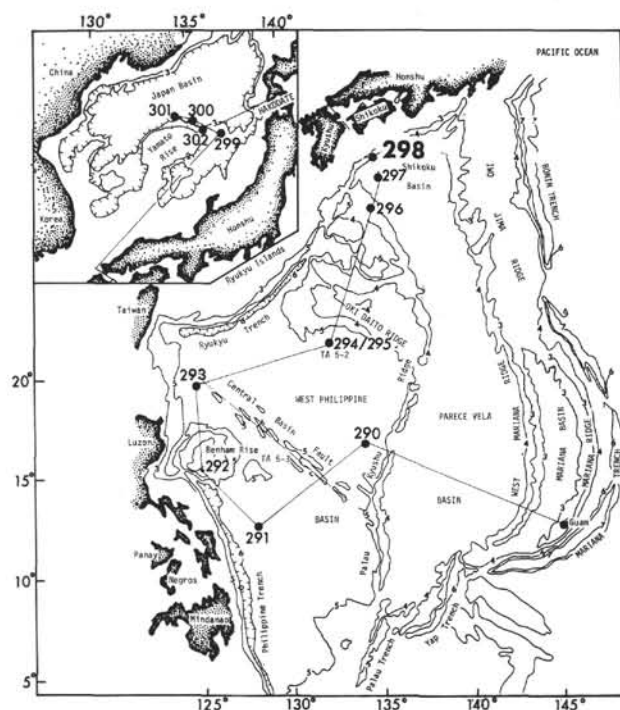 130° 135° 140°
PACIFIC OCEAN
China
Japan Basin
301 300
302 299
HAKODATE
Yamato Rise
Korea
Honshu
Honshu
Shikoku
Kyushu
298
Shikoku
297
Basin
296
BONIN TRENCH
RIDGE
Taiwan
Ryukyu Islands
Ryukyu Trench
OKI DAITO RIDGE
294/295
TA 5-2
20°
293
Central Basin Fault
WEST PHILIPPINE
BASIN
Ridge
290
PARECE VELA
BASIN
RIDGE
WEST MARIANA
MARIANA BASIN
MARIANA RIDGE
MARIANA TRENCH
Luzon
15°
Benham Rise
292
291
Kyushu
Palau
Guam
Panay
Negros
Mindanao
10°
Philippine Trench
Palau Trench
Yap Trench
5°
125° 130° 135° 140° 145°